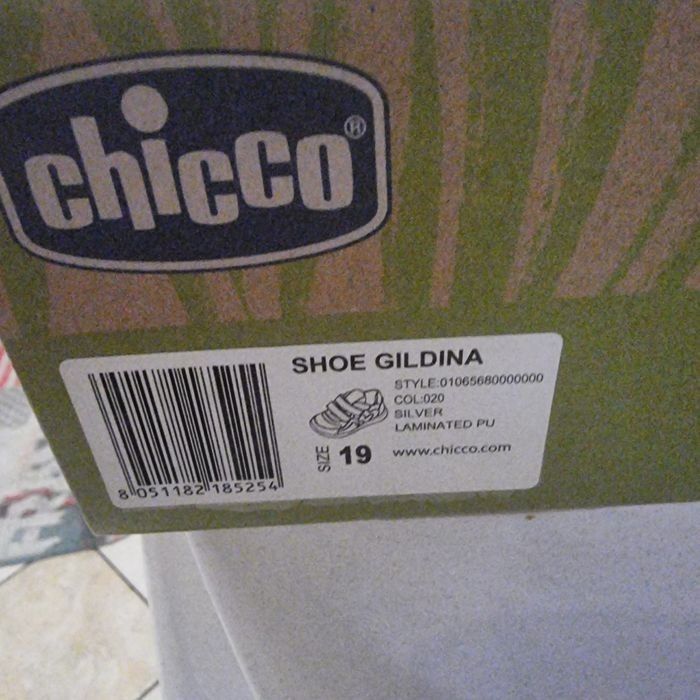 chicco®
SHOE GILDINA
STYLE:01065680000000
COL:020
SILVER
LAMINATED PU
SIZE 19
www.chicco.com
8 051182 185254